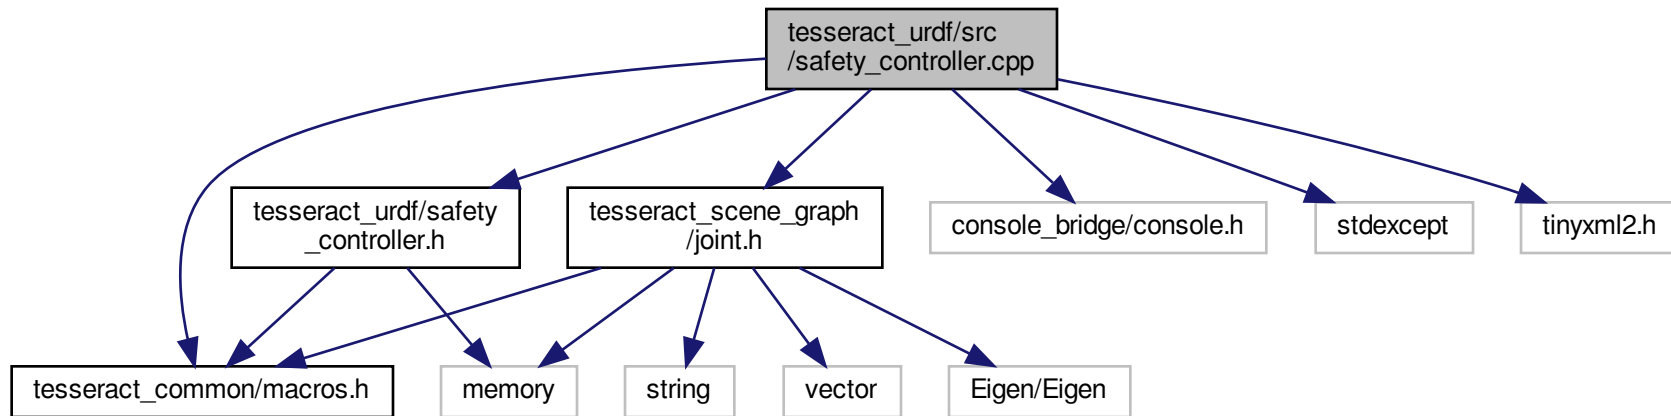 tesseract_urdf/src
/safety_controller.cpp
tesseract_urdf/safety
_controller.h
tesseract_scene_graph
/joint.h
console_bridge/console.h
stdexcept
tinyxml2.h
tesseract_common/macros.h
memory
string
vector
Eigen/Eigen